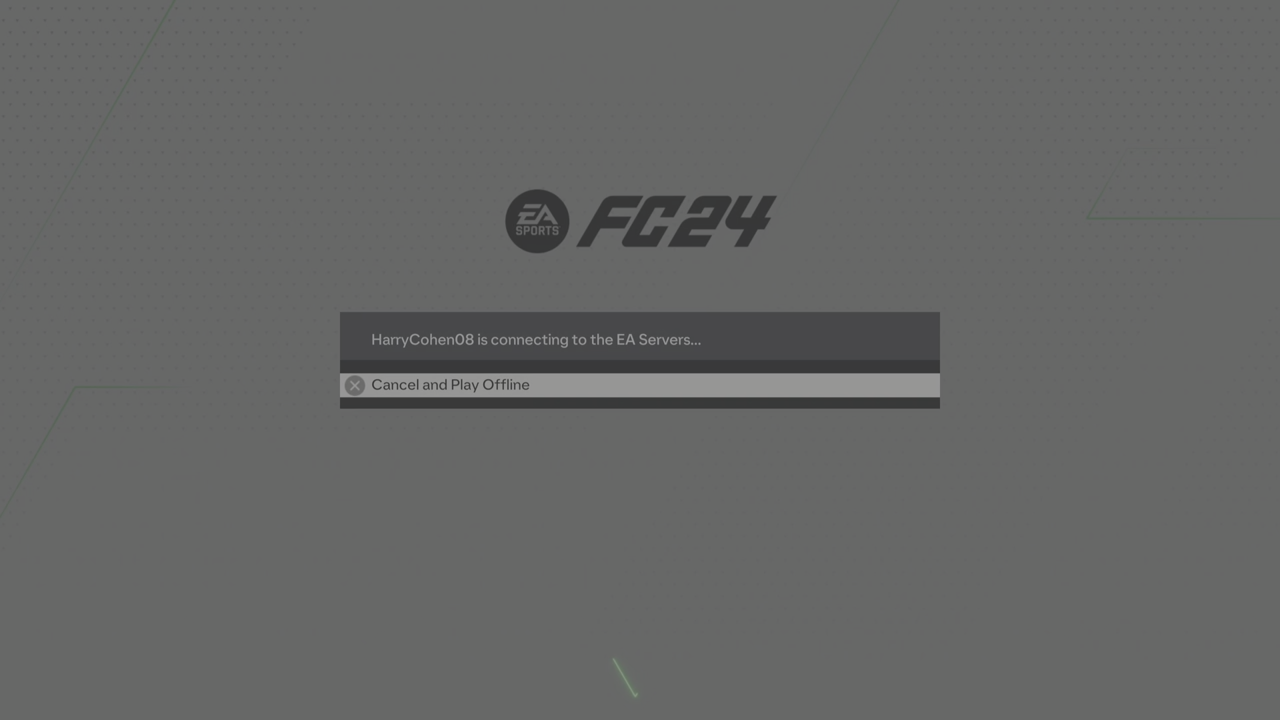 EA
SPORTS
FC24
HarryCohen08 is connecting to the EA Servers...
Cancel and Play Offline